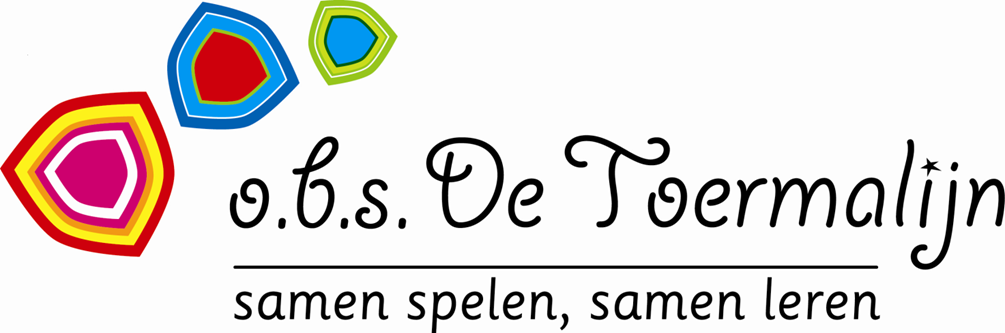 o.b.s. De Toermalijn
samen spelen, samen leren